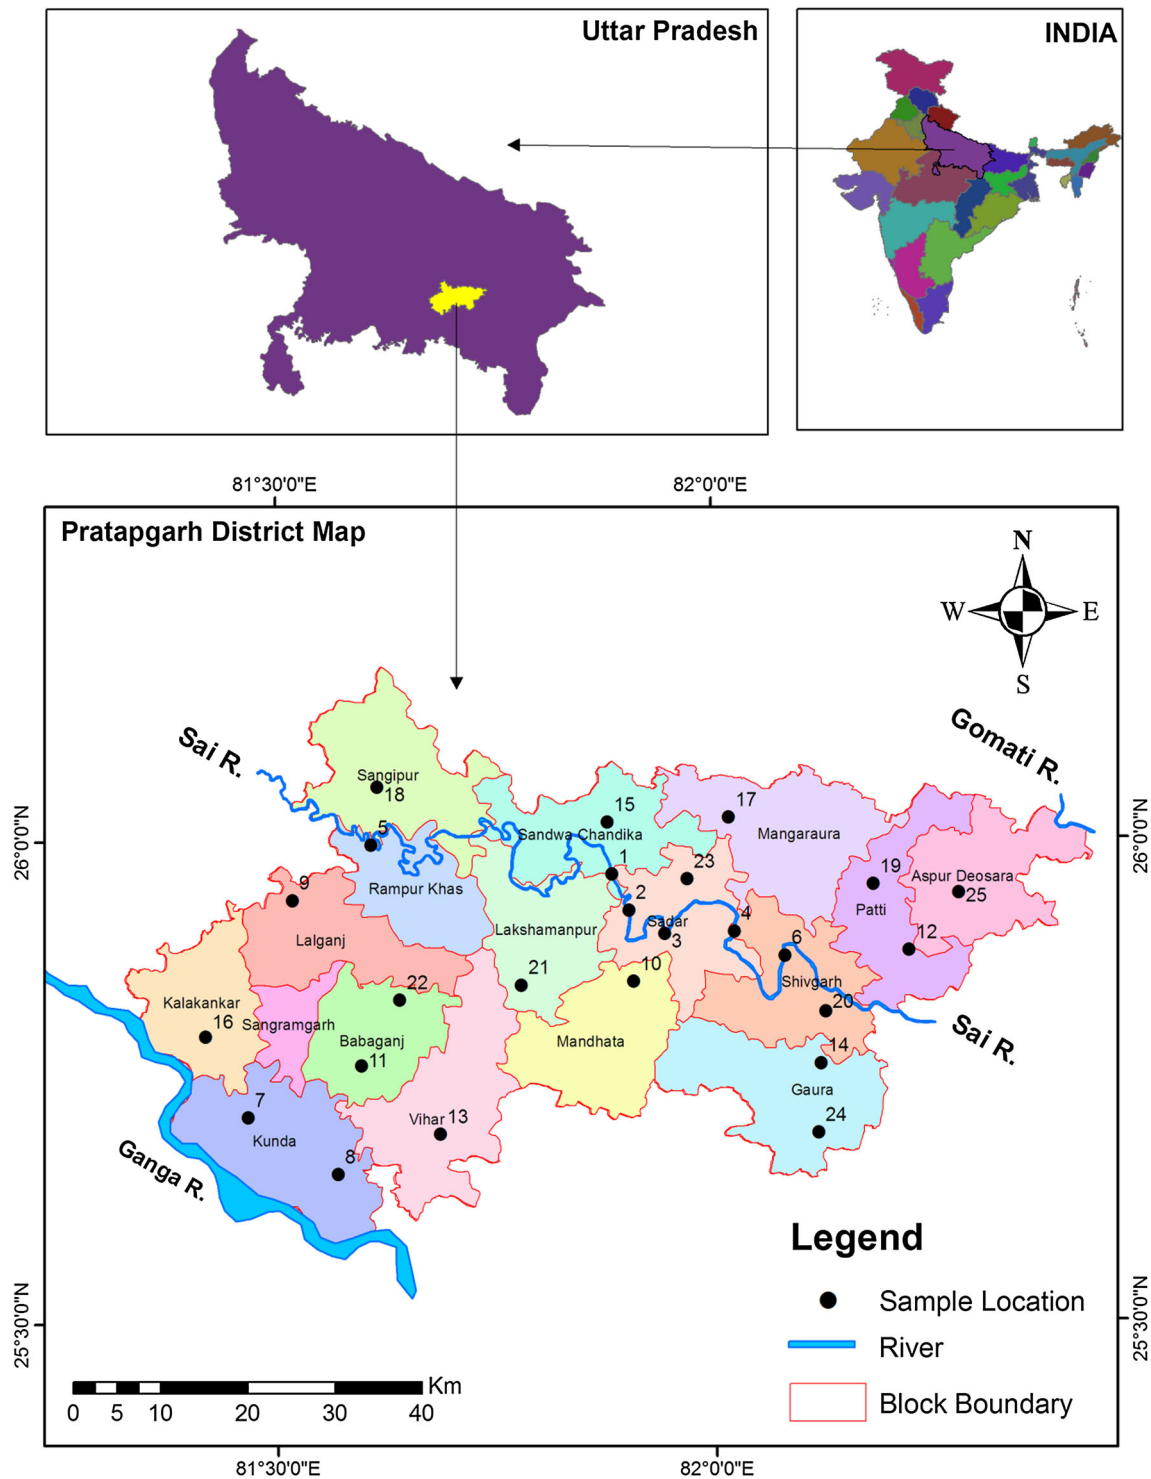 Uttar Pradesh
INDIA
81°30'0"E
82°0'0"E
Pratapgarh District Map
N
W
E
S
Gomati R.
Sai R.
Sangipur
18
26°0'0"N
26°0'0"N
5
15
17
Sandwa Chandika
Mangaraura
1
23
19
Aspur Deosara
25
Rampur Khas
9
2
Patti
Lakshamanpur
Sadar
3
4
6
12
Lalganj
21
10
Shivgarh
20
22
Kalakankar
16
Sangramgarh
Babaganj
11
Mandhata
Sai R.
14
Gaura
24
7
Kunda
8
Vihar
13
Ganga R.
Legend
Sample Location
River
Block Boundary
25°30'0"N
25°30'0"N
Km
0
5
10
20
30
40
81°30'0"E
82°0'0"E